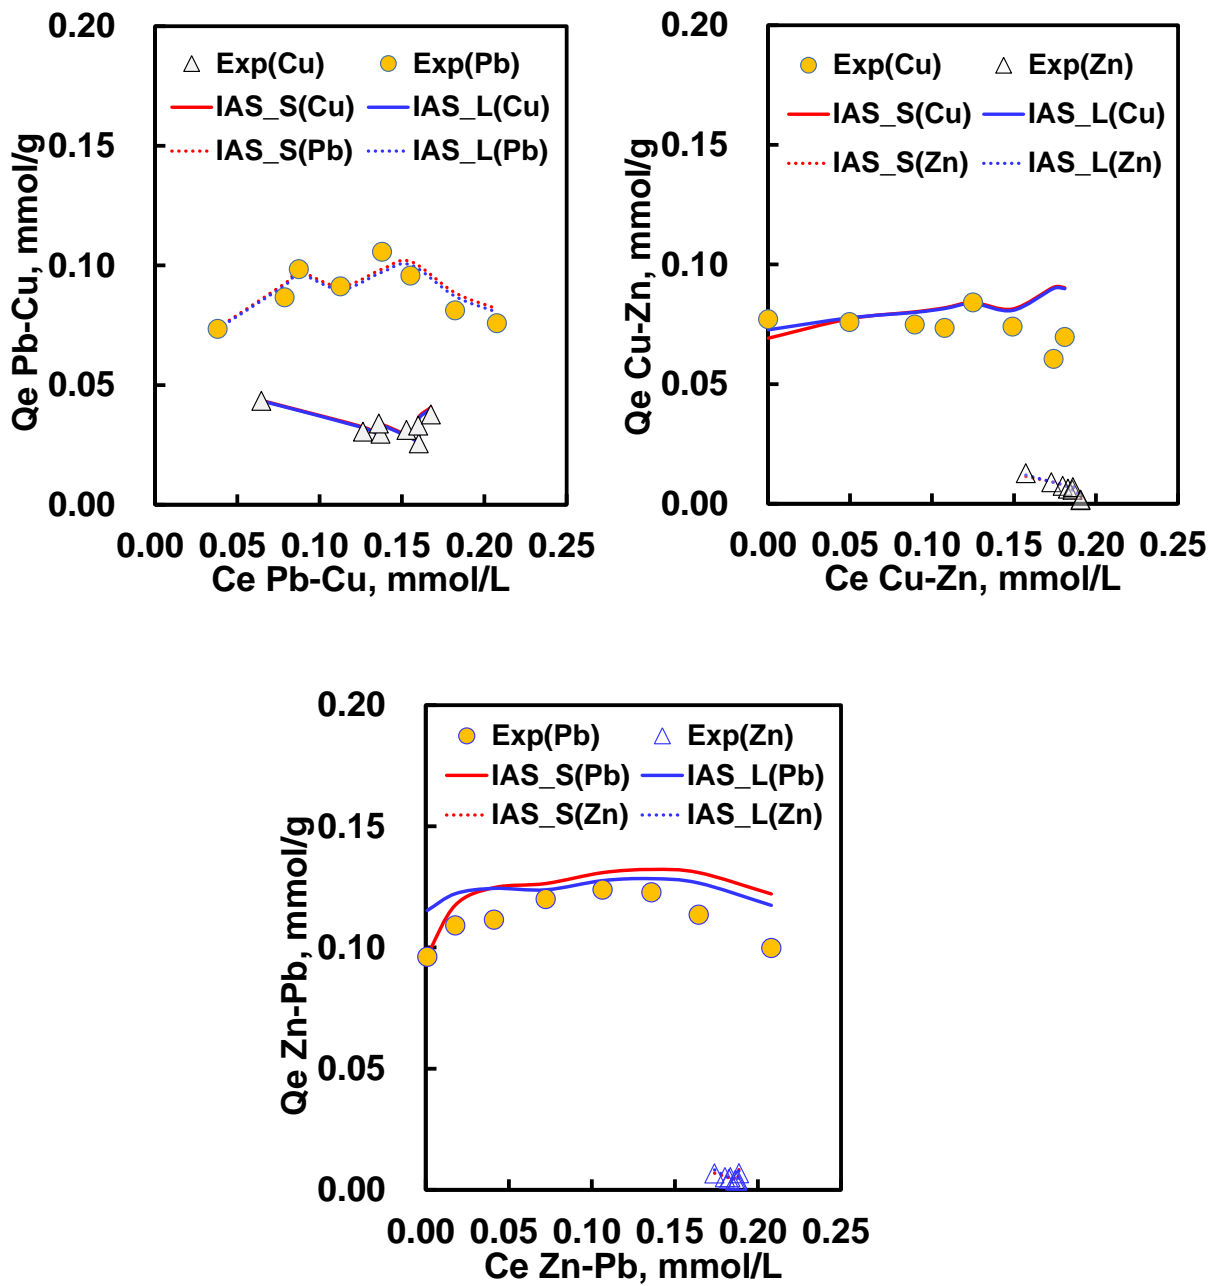 0.20
0.15
0.10
0.05
0.00
Qe Pb-Cu, mmol/g
Exp(Cu) Exp(Pb)
IAS_S(Cu) IAS_L(Cu)
IAS_S(Pb) IAS_L(Pb)
0.00 0.05 0.10 0.15 0.20 0.25
Ce Pb-Cu, mmol/L
0.20
0.15
0.10
0.05
0.00
Qe Cu-Zn, mmol/g
Exp(Cu) Exp(Zn)
IAS_S(Cu) IAS_L(Cu)
IAS_S(Zn) IAS_L(Zn)
0.00 0.05 0.10 0.15 0.20 0.25
Ce Cu-Zn, mmol/L
0.20
0.15
0.10
0.05
0.00
Qe Zn-Pb, mmol/g
Exp(Pb) Exp(Zn)
IAS_S(Pb) IAS_L(Pb)
IAS_S(Zn) IAS_L(Zn)
0.00 0.05 0.10 0.15 0.20 0.25
Ce Zn-Pb, mmol/L